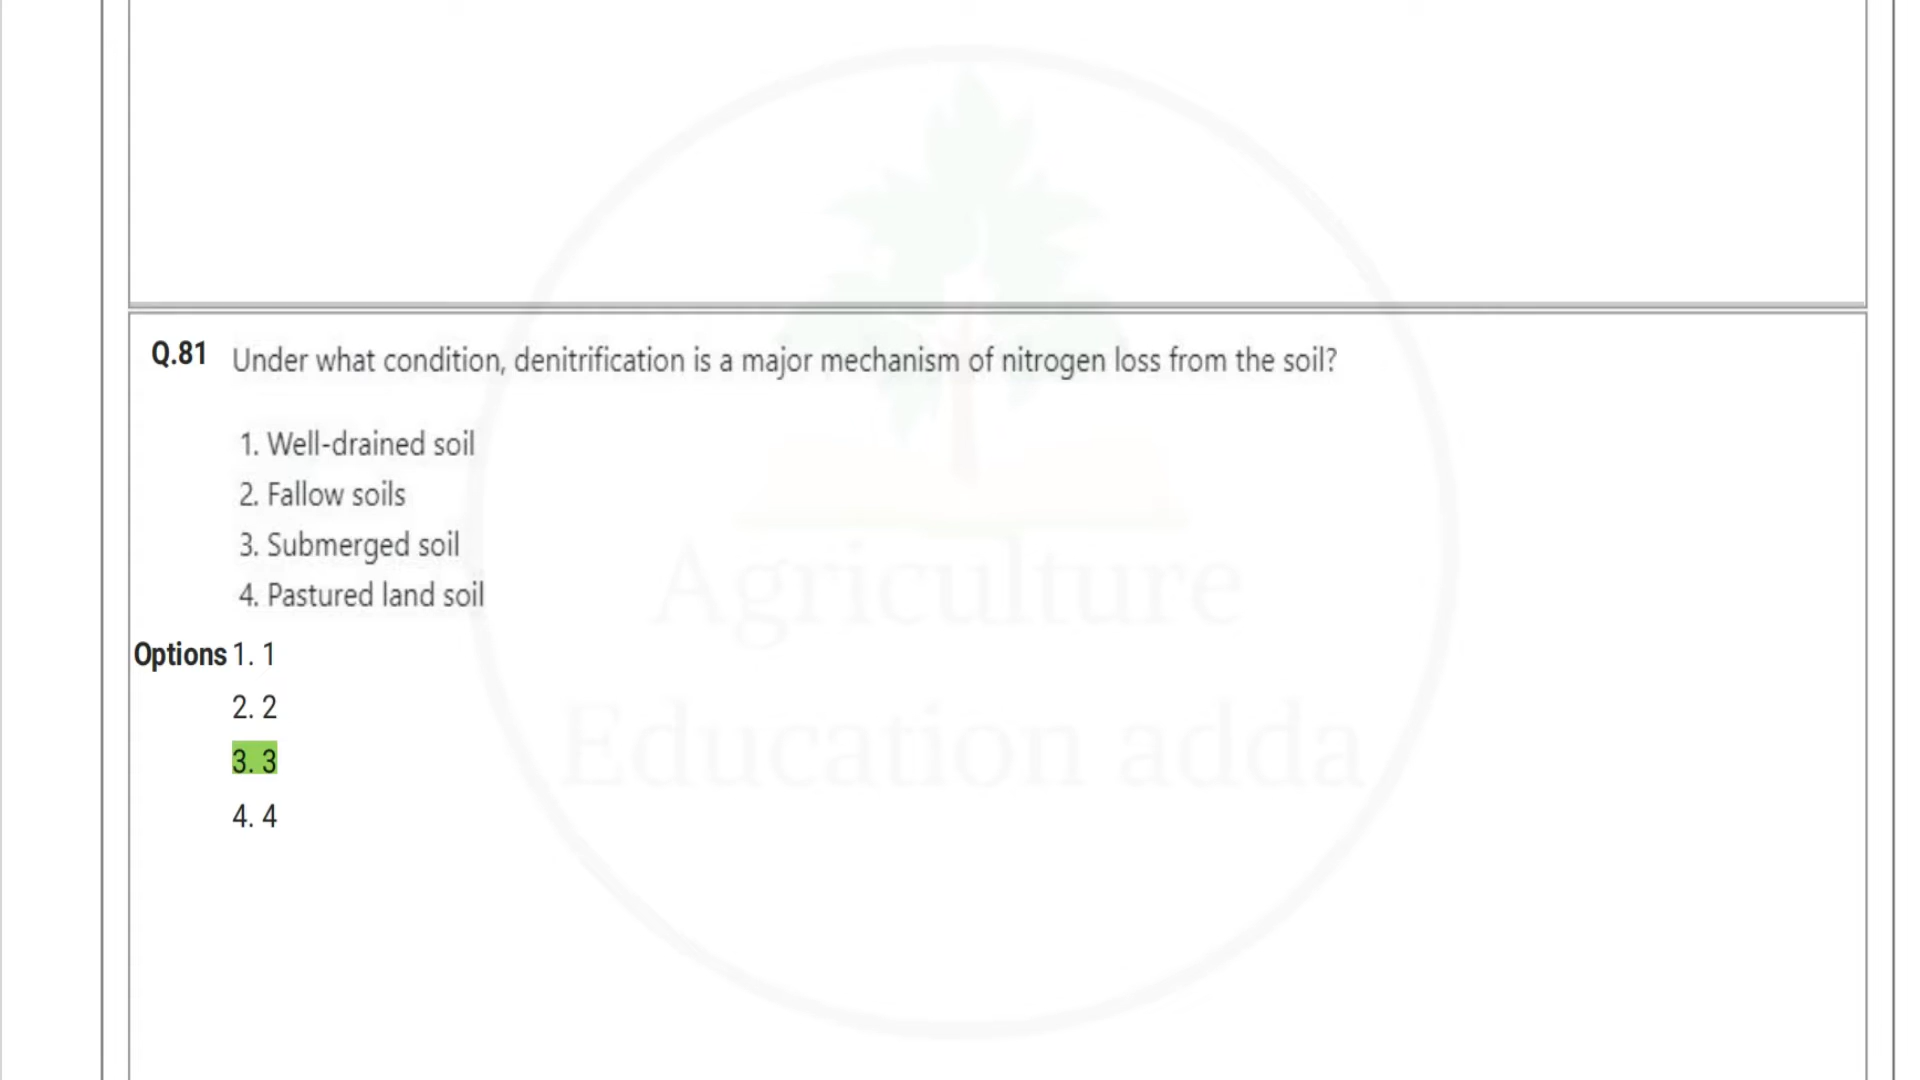 Q.81 Under what condition, denitrification is a major mechanism of nitrogen loss from the soil?
1. Well-drained soil
2. Fallow soils
3. Submerged soil
4. Pastured land soil
Options 1. 1
2. 2
3. 3
4. 4
Agriculture
Education adda